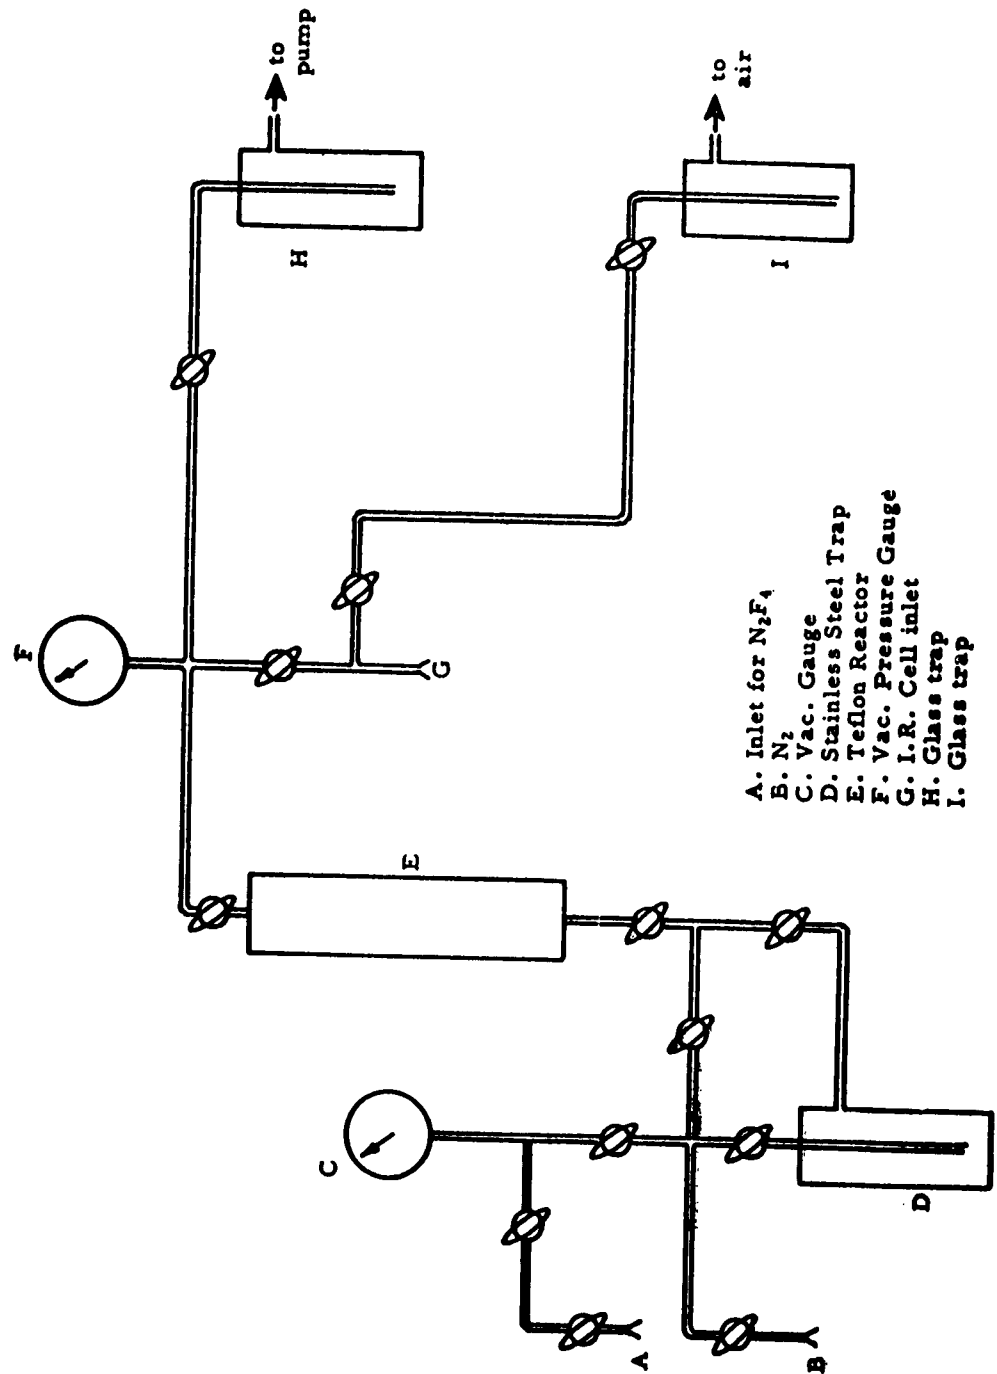 F
to
pump
H
to
air
I
G
E
C
D
A
B
A. Inlet for N₂F₄
B. N₂
C. Vac. Gauge
D. Stainless Steel Trap
E. Teflon Reactor
F. Vac. Pressure Gauge
G. I.R. Cell inlet
H. Glass trap
I. Glass trap